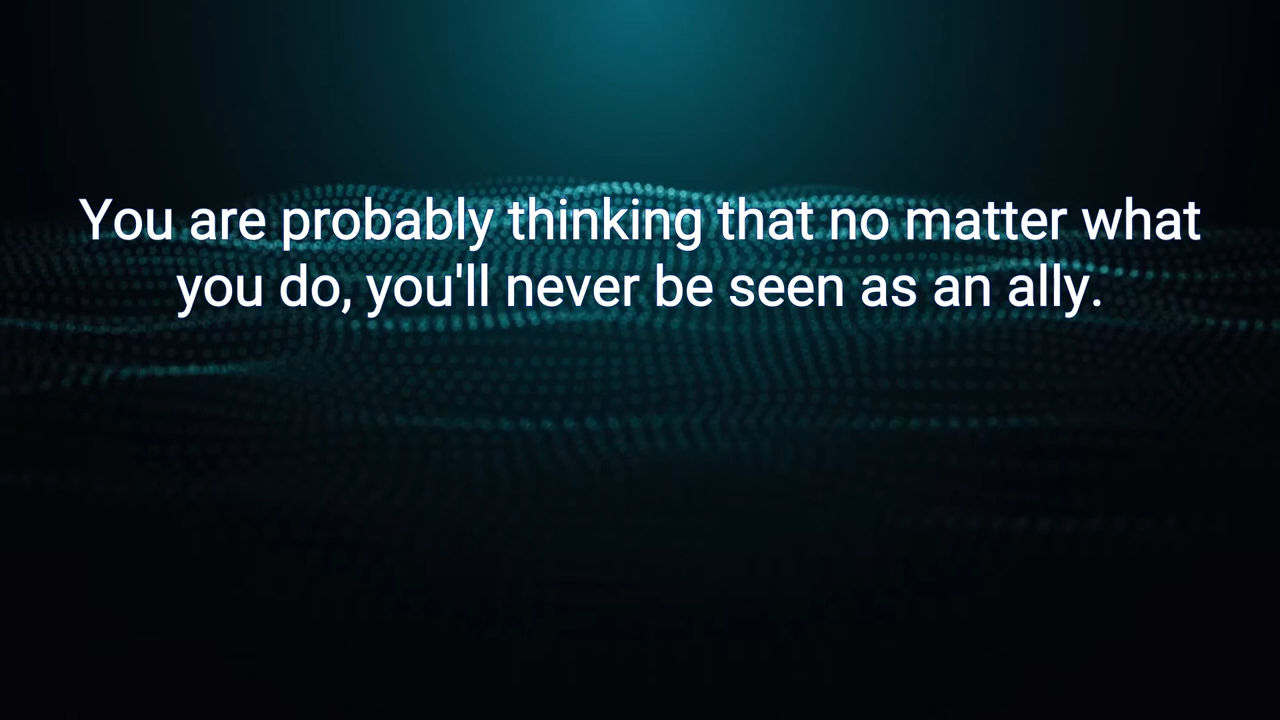 You are probably thinking that no matter what
you do, you'll never be seen as an ally.